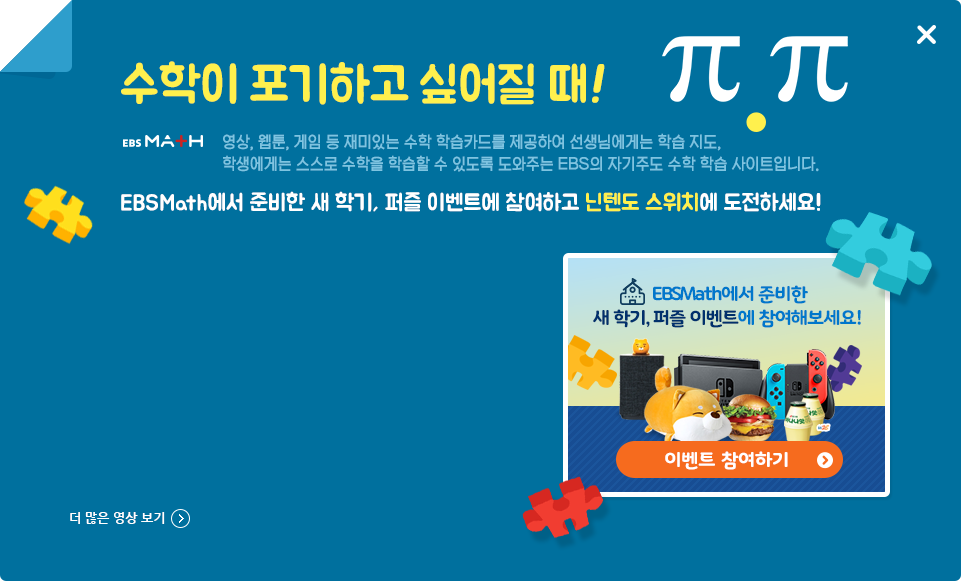 수학이 포기하고 싶어질 때!
π.π
EBS MATH
영상, 웹툰, 게임 등 재미있는 수학 학습카드를 제공하여 선생님에게는 학습 지도,
학생에게는 스스로 수학을 학습할 수 있도록 도와주는 EBS의 자기주도 수학 학습 사이트입니다.
EBSMath에서 준비한 새 학기, 퍼즐 이벤트에 참여하고 닌텐도 스위치에 도전하세요!
EBSMath에서 준비한
새 학기, 퍼즐 이벤트에 참여해보세요!
이벤트 참여하기
더 많은 영상 보기